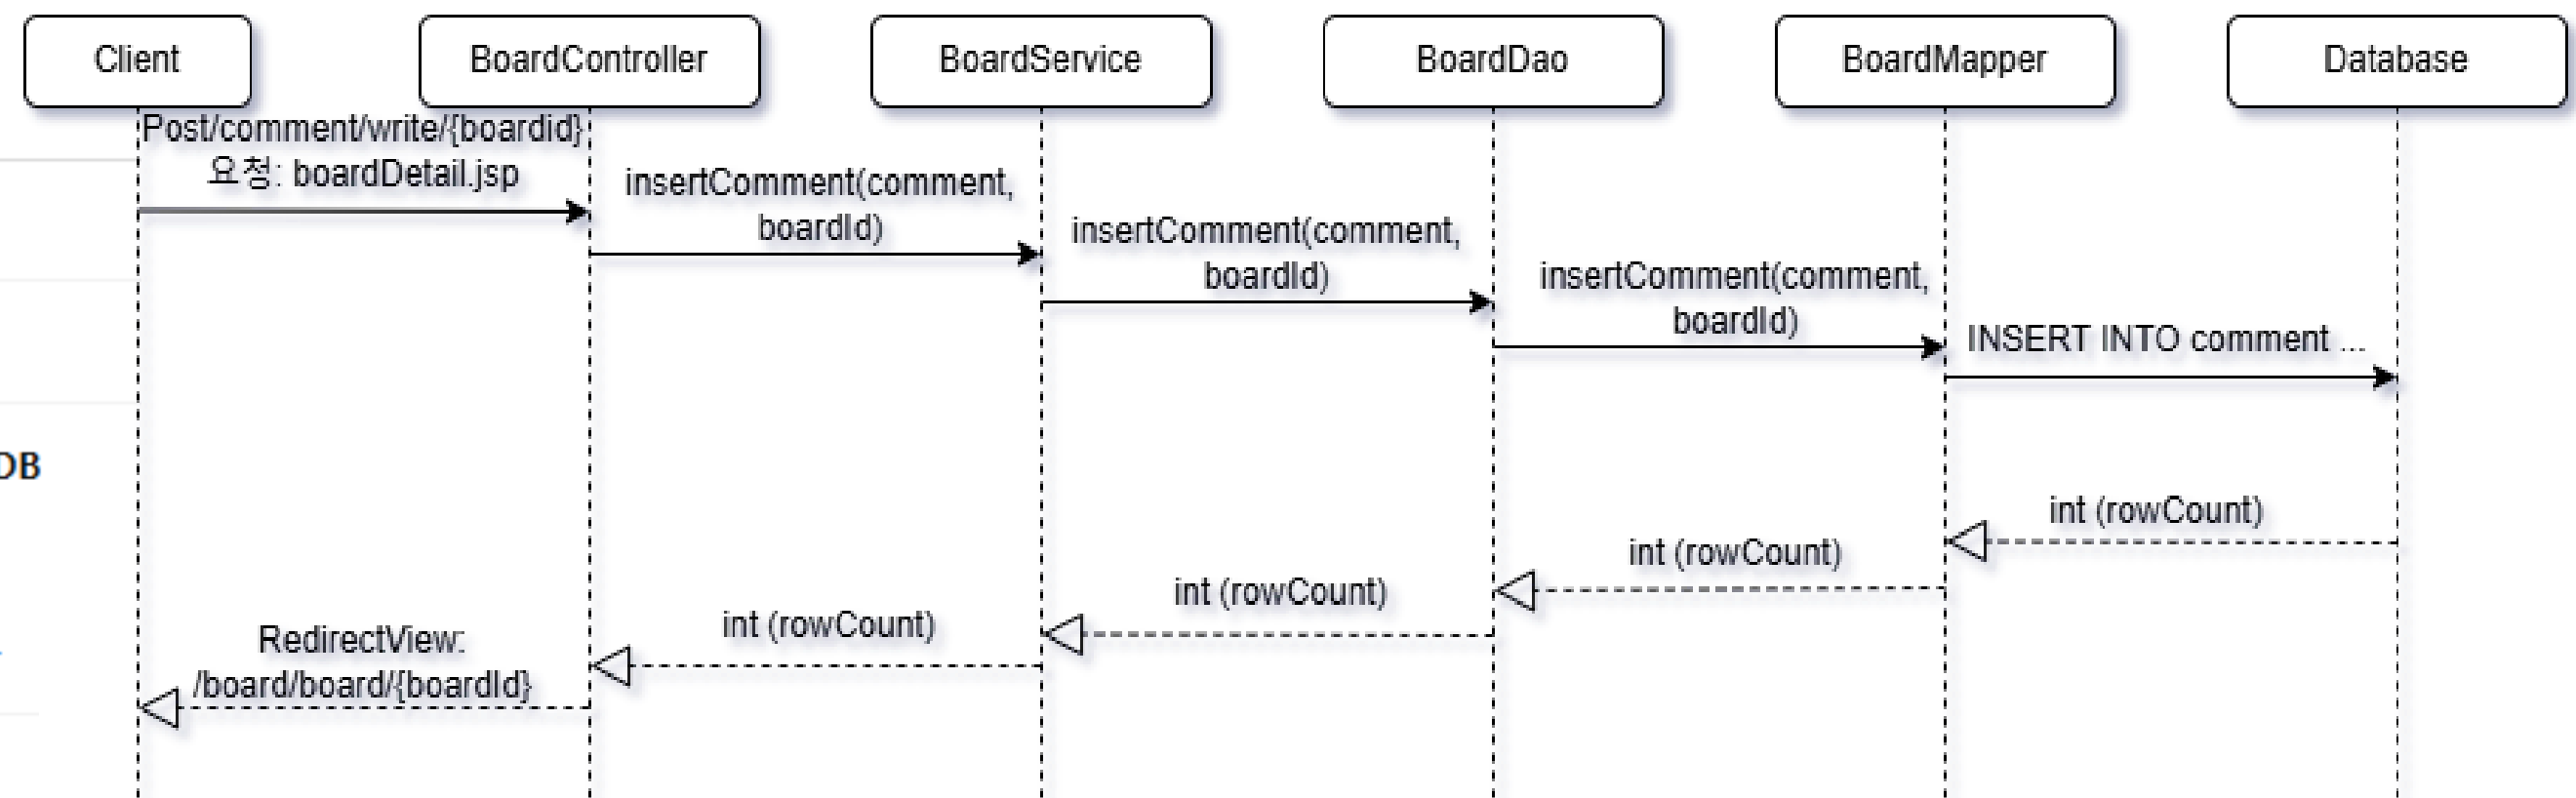 Client
BoardController
BoardService
BoardDao
BoardMapper
Database
Post/comment/write/{boardid}
요청: boardDetail.jsp
insertComment(comment,
boardId)
insertComment(comment,
boardId)
insertComment(comment,
boardId)
INSERT INTO comment ...
DB
int (rowCount)
int (rowCount)
int (rowCount)
int (rowCount)
RedirectView:
/board/board/{boardId}